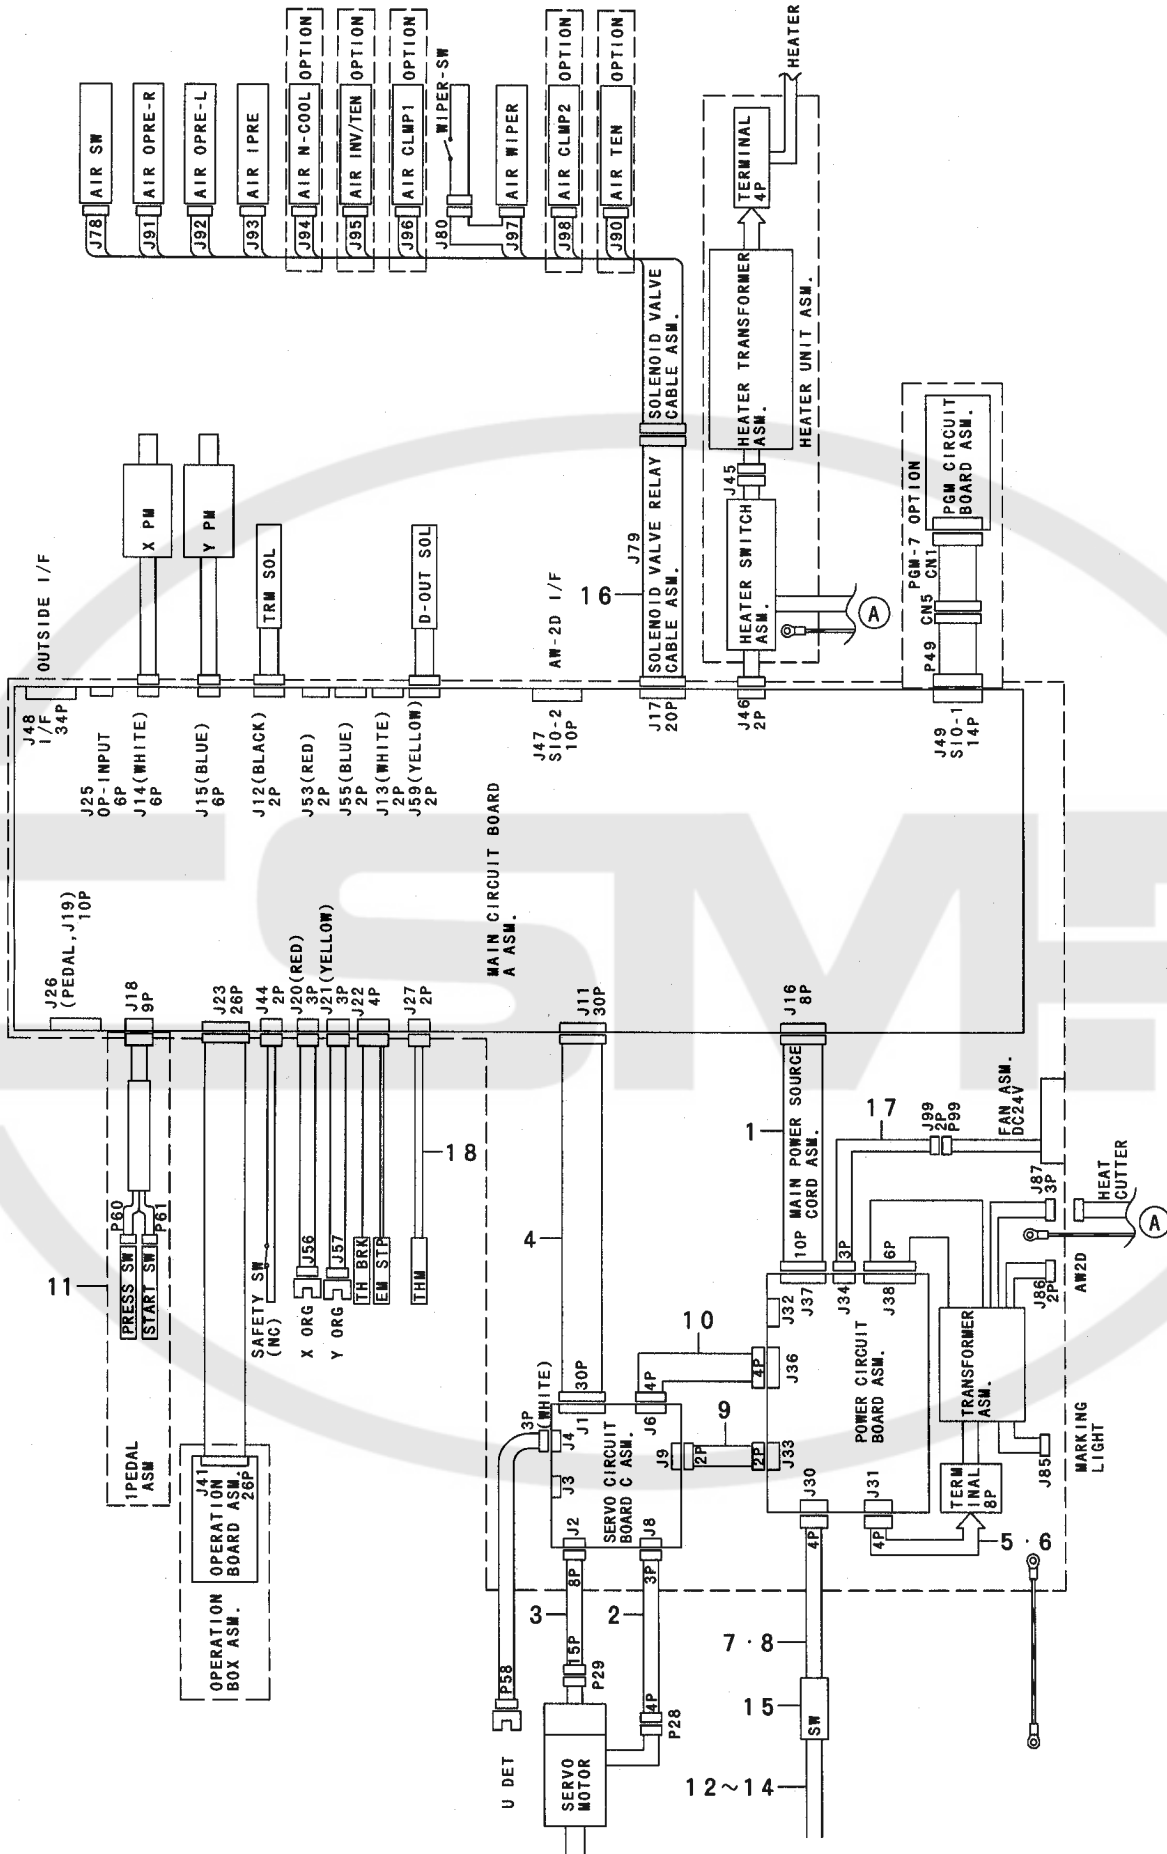 J78
AIR SW
J91
AIR OPRE-R
J92
AIR OPRE-L
J93
AIR IPRE
J94
AIR N-COOL
OPTION
J95
AIR INV/TEN
OPTION
J96
AIR CLMP1
OPTION
J80
WIPER-SW
J97
AIR WIPER
J98
AIR CLMP2
OPTION
J90
AIR TEN
OPTION
SOLENOID VALVE
CABLE ASM.
J79
SOLENOID VALVE RELAY
CABLE ASM.
16
HEATER
TERMINAL
4P
HEATER TRANSFORMER
ASM.
HEATER UNIT ASM.
J45
HEATER SWITCH
ASM.
A
PGM-7 OPTION
PGM CIRCUIT
BOARD ASM.
CN1
CN5
P49
OUTSIDE I/F
X PM
Y PM
TRM SOL
D-OUT SOL
AW-2D I/F
J48
I/F
34P
J25
OP-INPUT
6P
J14(WHITE)
6P
J15(BLUE)
6P
J12(BLACK)
2P
J53(RED)
2P
J55(BLUE)
2P
J13(WHITE)
2P
J59(YELLOW)
2P
J47
SIO-2
10P
J17
20P
J46
2P
J49
SIO-1
14P
MAIN CIRCUIT BOARD
A ASM.
J26
(PEDAL,J19)
10P
J18
9P
J23
26P
J44
2P
J20(RED)
3P
J21(YELLOW)
3P
J22
4P
J27
2P
J11
30P
J16
8P
11
P60
P61
PRESS SW
START SW
1PEDAL
ASM
SAFETY SW
(NC)
J56
X ORG
J57
Y ORG
TH BRK
EM STP
THM
18
4
1
MAIN POWER SOURCE
CORD ASM.
17
J99
2P
P99
FAN ASM.
DC24V
J87
3P
HEAT
CUTTER
A
J86
2P
AW2D
J41
OPERATION
BOARD ASM.
26P
OPERATION
BOX ASM.
3P
(WHITE)
J4
J3
J1
30P
J6
4P
10
J2
J8
J9
2P
9
SERVO CIRCUIT
BOARD C ASM.
8P
3P
4P
J36
J32
2P
J33
10P
J37
3P
J34
6P
J38
POWER CIRCUIT
BOARD ASM.
J30
J31
4P
4P
TRANSFORMER
ASM.
TERM
INAL
8P
5 · 6
J85
MARKING
LIGHT
3
2
7 · 8
15P
P29
4P
P28
P58
U DET
SERVO
MOTOR
15
SW
12～14